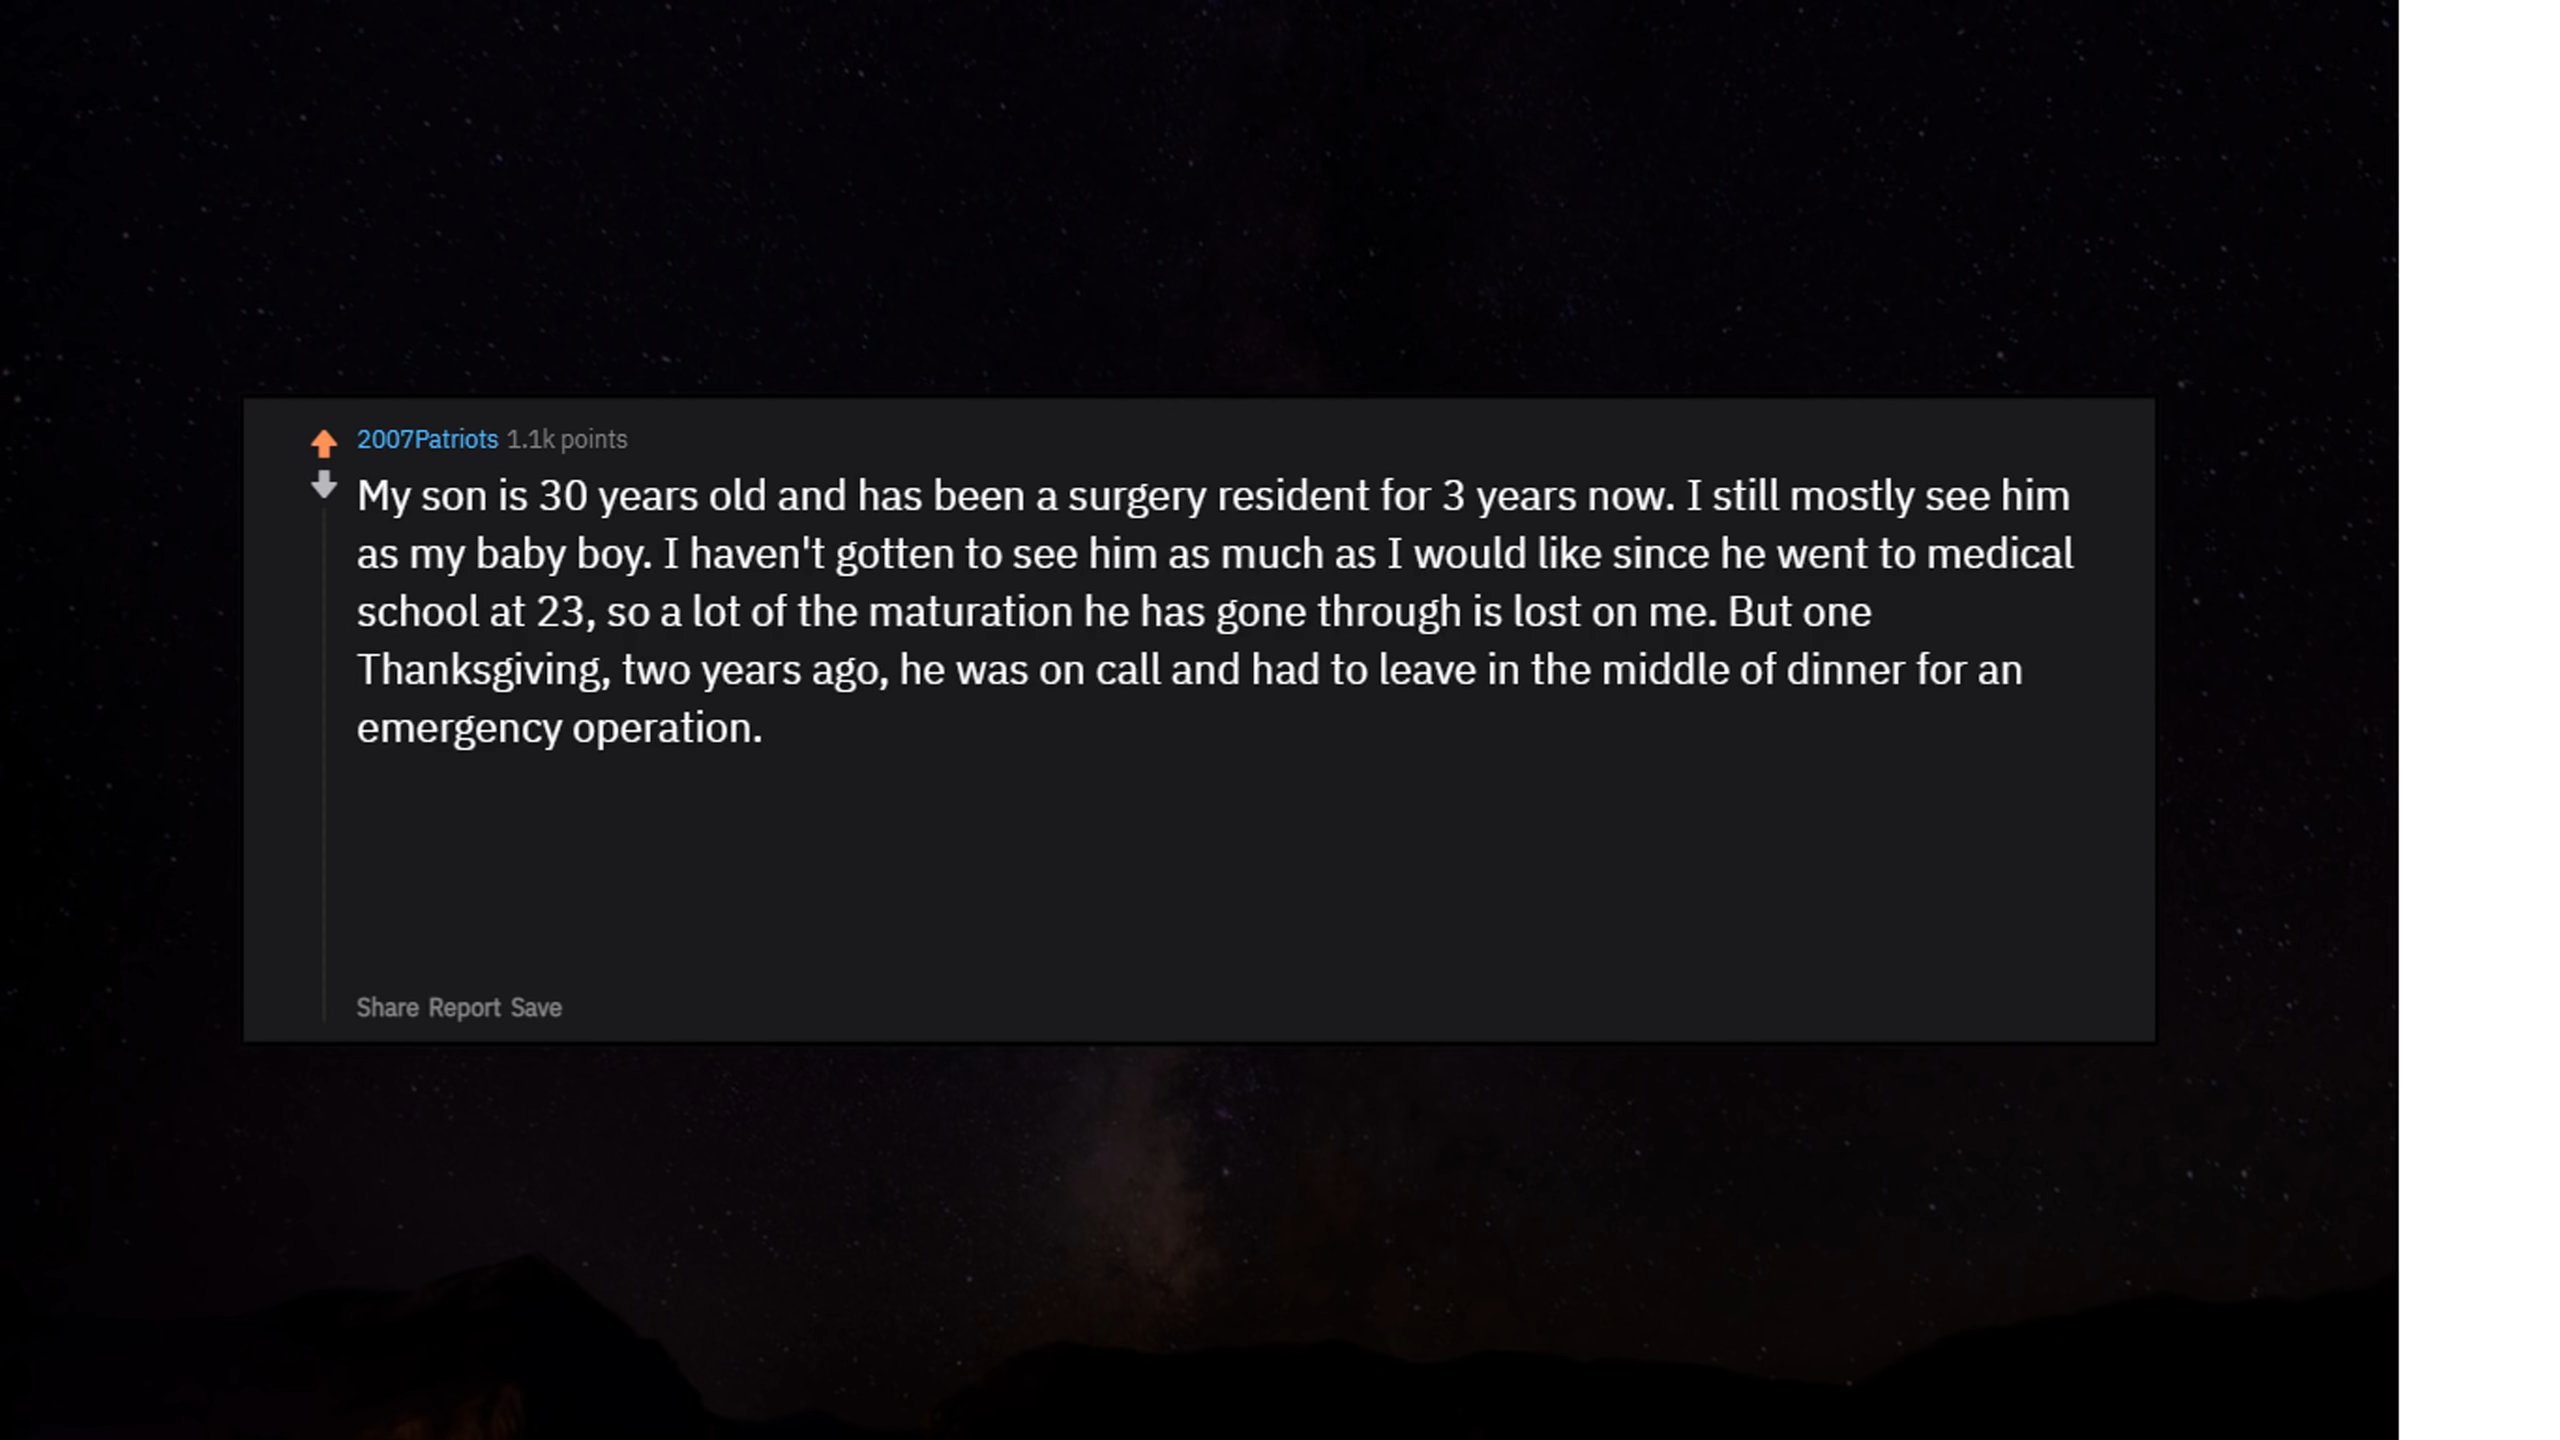 2007Patriots 1.1k points
My son is 30 years old and has been a surgery resident for 3 years now. I still mostly see him
as my baby boy. I haven't gotten to see him as much as I would like since he went to medical
school at 23, so a lot of the maturation he has gone through is lost on me. But one
Thanksgiving, two years ago, he was on call and had to leave in the middle of dinner for an
emergency operation.
Share Report Save